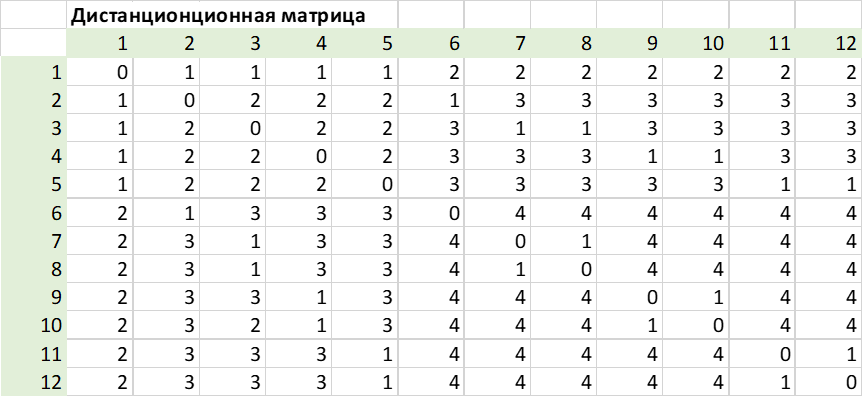 Дистанционционная матрица
1 2 3 4 5 6 7 8 9 10 11 12
1 0 1 1 1 1 2 2 2 2 2 2 2
2 1 0 2 2 2 1 3 3 3 3 3 3
3 1 2 0 2 2 3 1 1 3 3 3 3
4 1 2 2 0 2 3 3 3 1 1 3 3
5 1 2 2 2 0 3 3 3 3 3 1 1
6 2 1 3 3 3 0 4 4 4 4 4 4
7 2 3 1 3 3 4 0 1 4 4 4 4
8 2 3 1 3 3 4 1 0 4 4 4 4
9 2 3 3 1 3 4 4 4 0 1 4 4
10 2 3 2 1 3 4 4 4 1 0 4 4
11 2 3 3 3 1 4 4 4 4 4 0 1
12 2 3 3 3 1 4 4 4 4 4 1 0